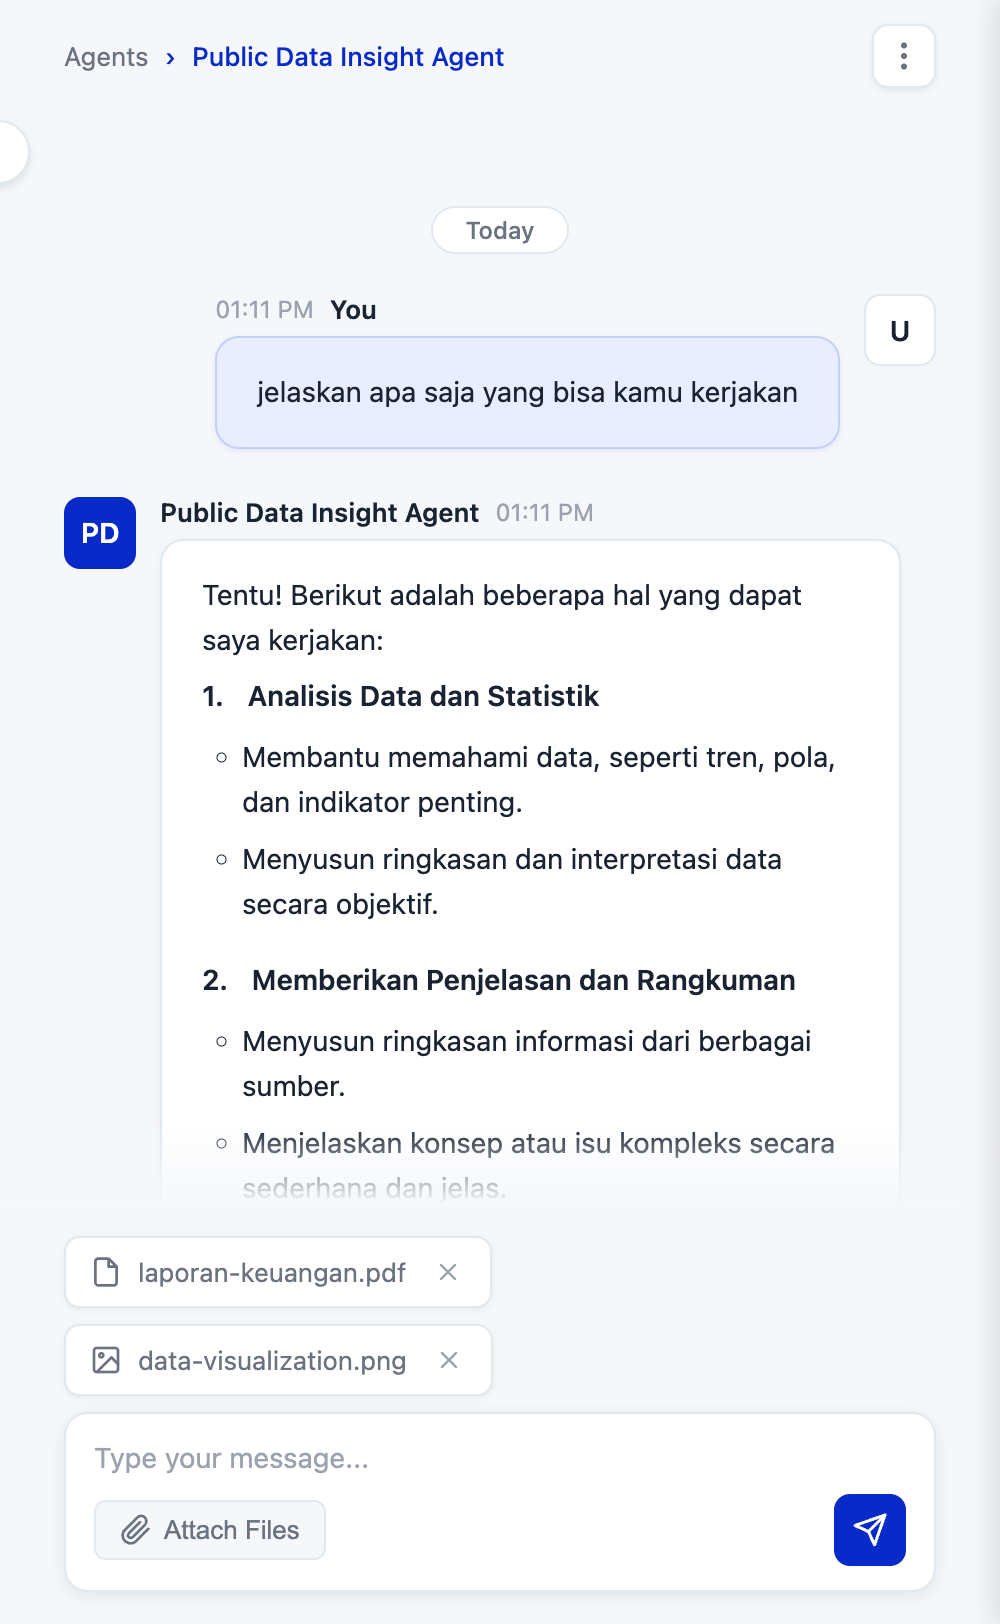 Agents › Public Data Insight Agent
Today
01:11 PM You
U
jelaskan apa saja yang bisa kamu kerjakan
PD
Public Data Insight Agent 01:11 PM
Tentu! Berikut adalah beberapa hal yang dapat
saya kerjakan:
1. Analisis Data dan Statistik
◦ Membantu memahami data, seperti tren, pola,
dan indikator penting.
◦ Menyusun ringkasan dan interpretasi data
secara objektif.
2. Memberikan Penjelasan dan Rangkuman
◦ Menyusun ringkasan informasi dari berbagai
sumber.
◦ Menjelaskan konsep atau isu kompleks secara
sederhana dan jelas.
laporan-keuangan.pdf
data-visualization.png
Type your message...
Attach Files